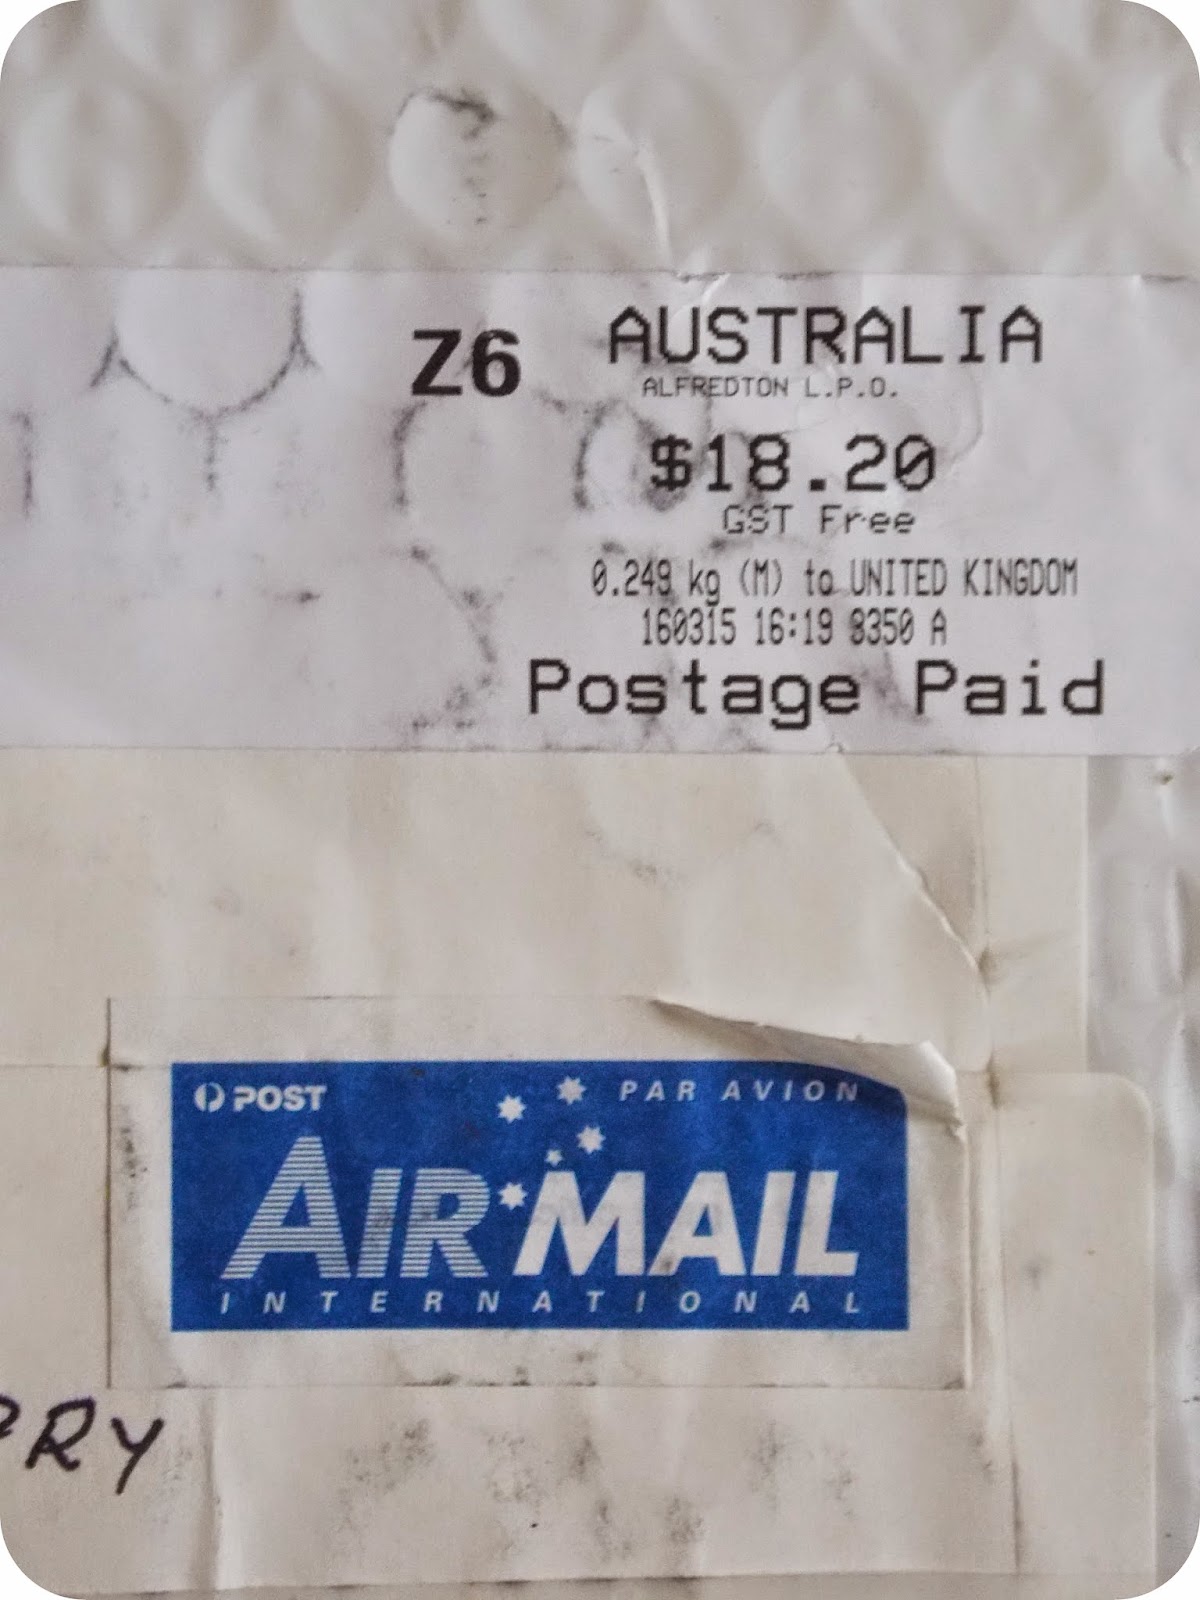 Z6 AUSTRALIA
ALFREDTON L.P.O.
$18.20
GST Free
0.249 kg (M) to UNITED KINGDOM
160315 16:19 8350 A
Postage Paid
POST PAR AVION
AIR MAIL
INTERNATIONAL
RY